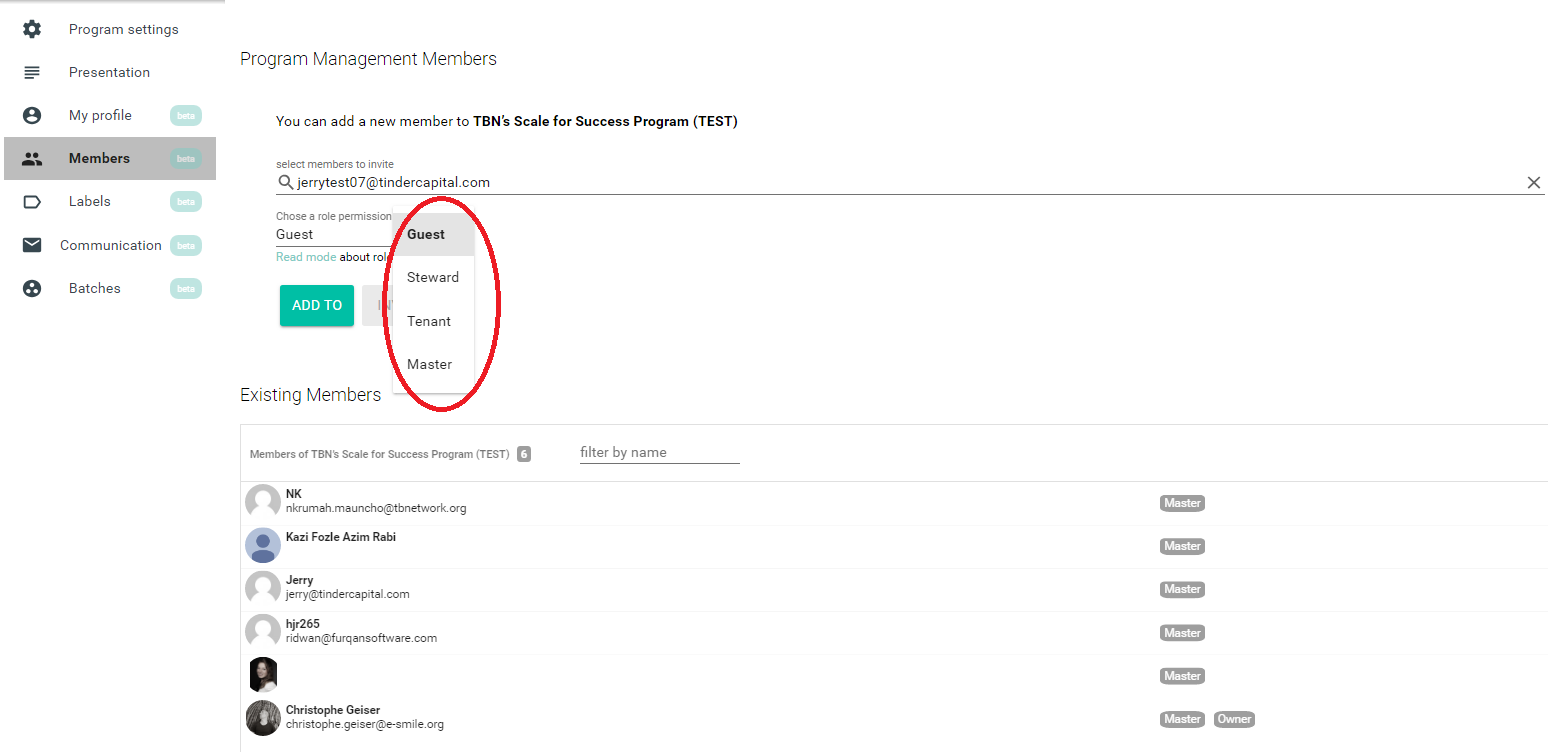 Program settings
Presentation
My profile beta
Members beta
Labels beta
Communication beta
Batches beta
Program Management Members
You can add a new member to TBN's Scale for Success Program (TEST)
select members to invite
jerrytest07@tindercapital.com
Chose a role permission
Guest
Read mode about
ADD TO
Guest
Steward
Tenant
Master
Existing Members
Members of TBN's Scale for Success Program (TEST) 6 filter by name
NK
nkrumah.mauncho@tbnetwork.org
Master
Kazi Fozle Azim Rabi
Master
Jerry
jerry@tindercapital.com
Master
hjr265
ridwan@furqansoftware.com
Master
Master
Christophe Geiser
christophe.geiser@e-smile.org
Master Owner